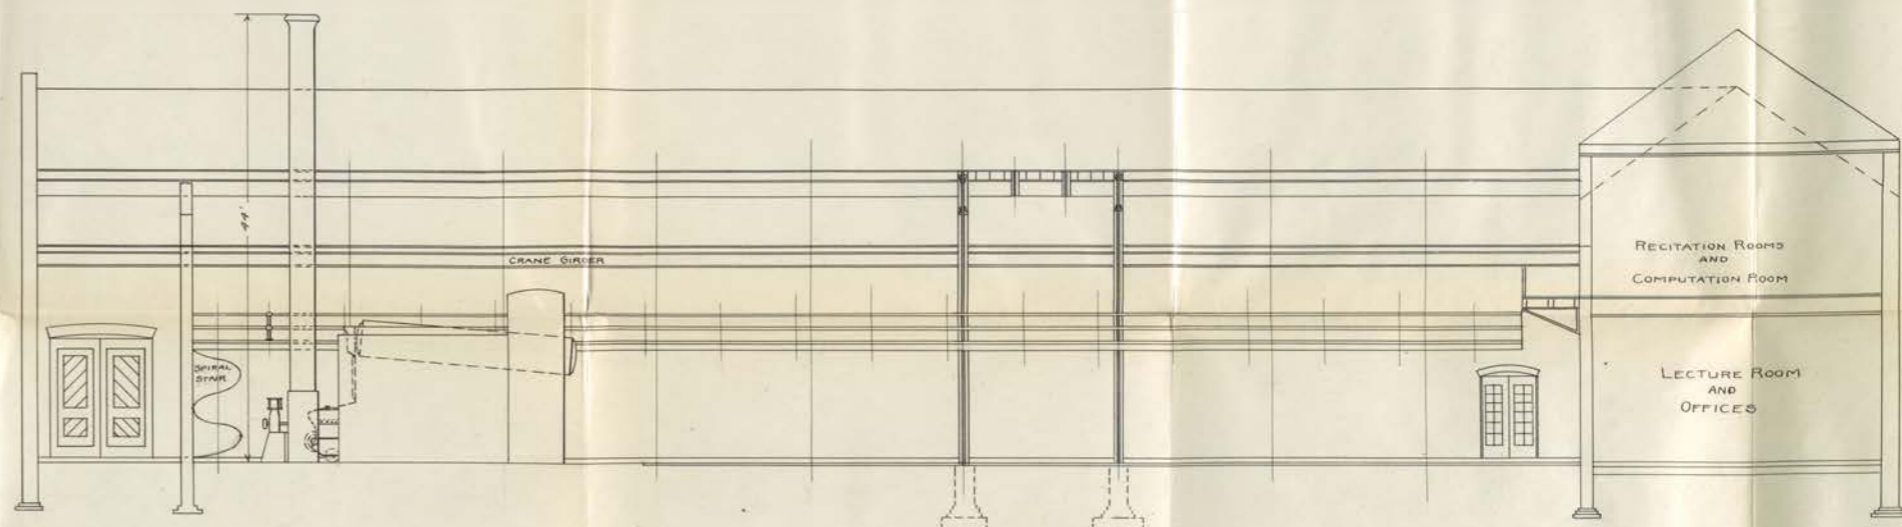 44'
CRANE GIRDER
SPIRAL
STAIR
RECITATION ROOMS
AND
COMPUTATION ROOM
LECTURE ROOM
AND
OFFICES